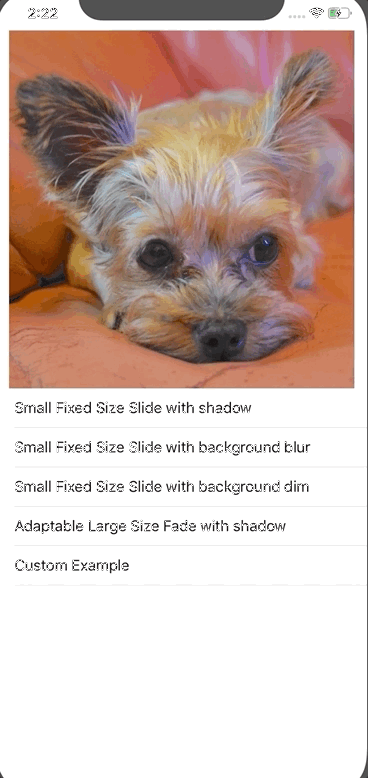 2:22
Small Fixed Size Slide with shadow
Small Fixed Size Slide with background blur
Small Fixed Size Slide with background dim
Adaptable Large Size Fade with shadow
Custom Example